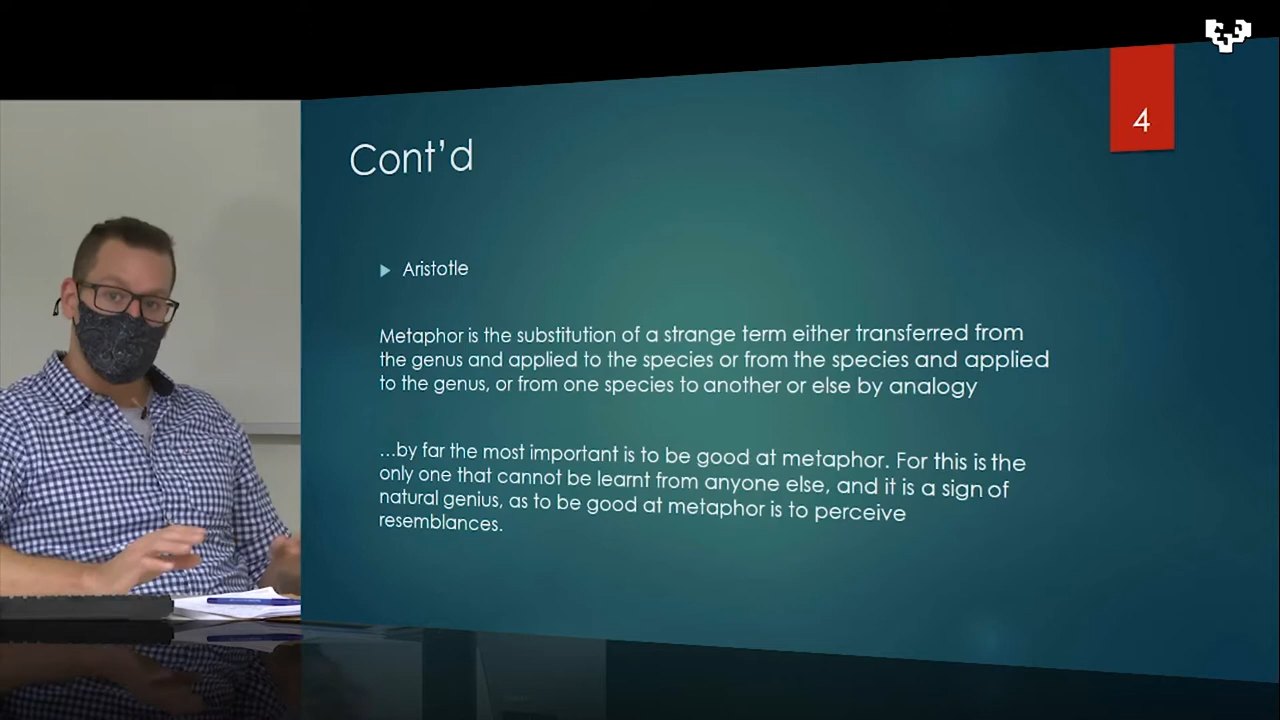 4
Cont'd
Aristotle
Metaphor is the substitution of a strange term either transferred from
the genus and applied to the species or from the species and applied
to the genus, or from one species to another or else by analogy
...by far the most important is to be good at metaphor. For this is the
only one that cannot be learnt from anyone else, and it is a sign of
natural genius, as to be good at metaphor is to perceive
resemblances.